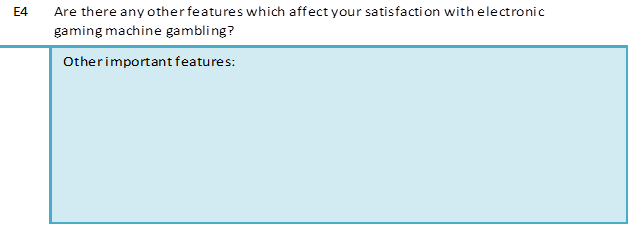 E4 Are there any other features which affect your satisfaction with electronic
gaming machine gambling?
Other important features: